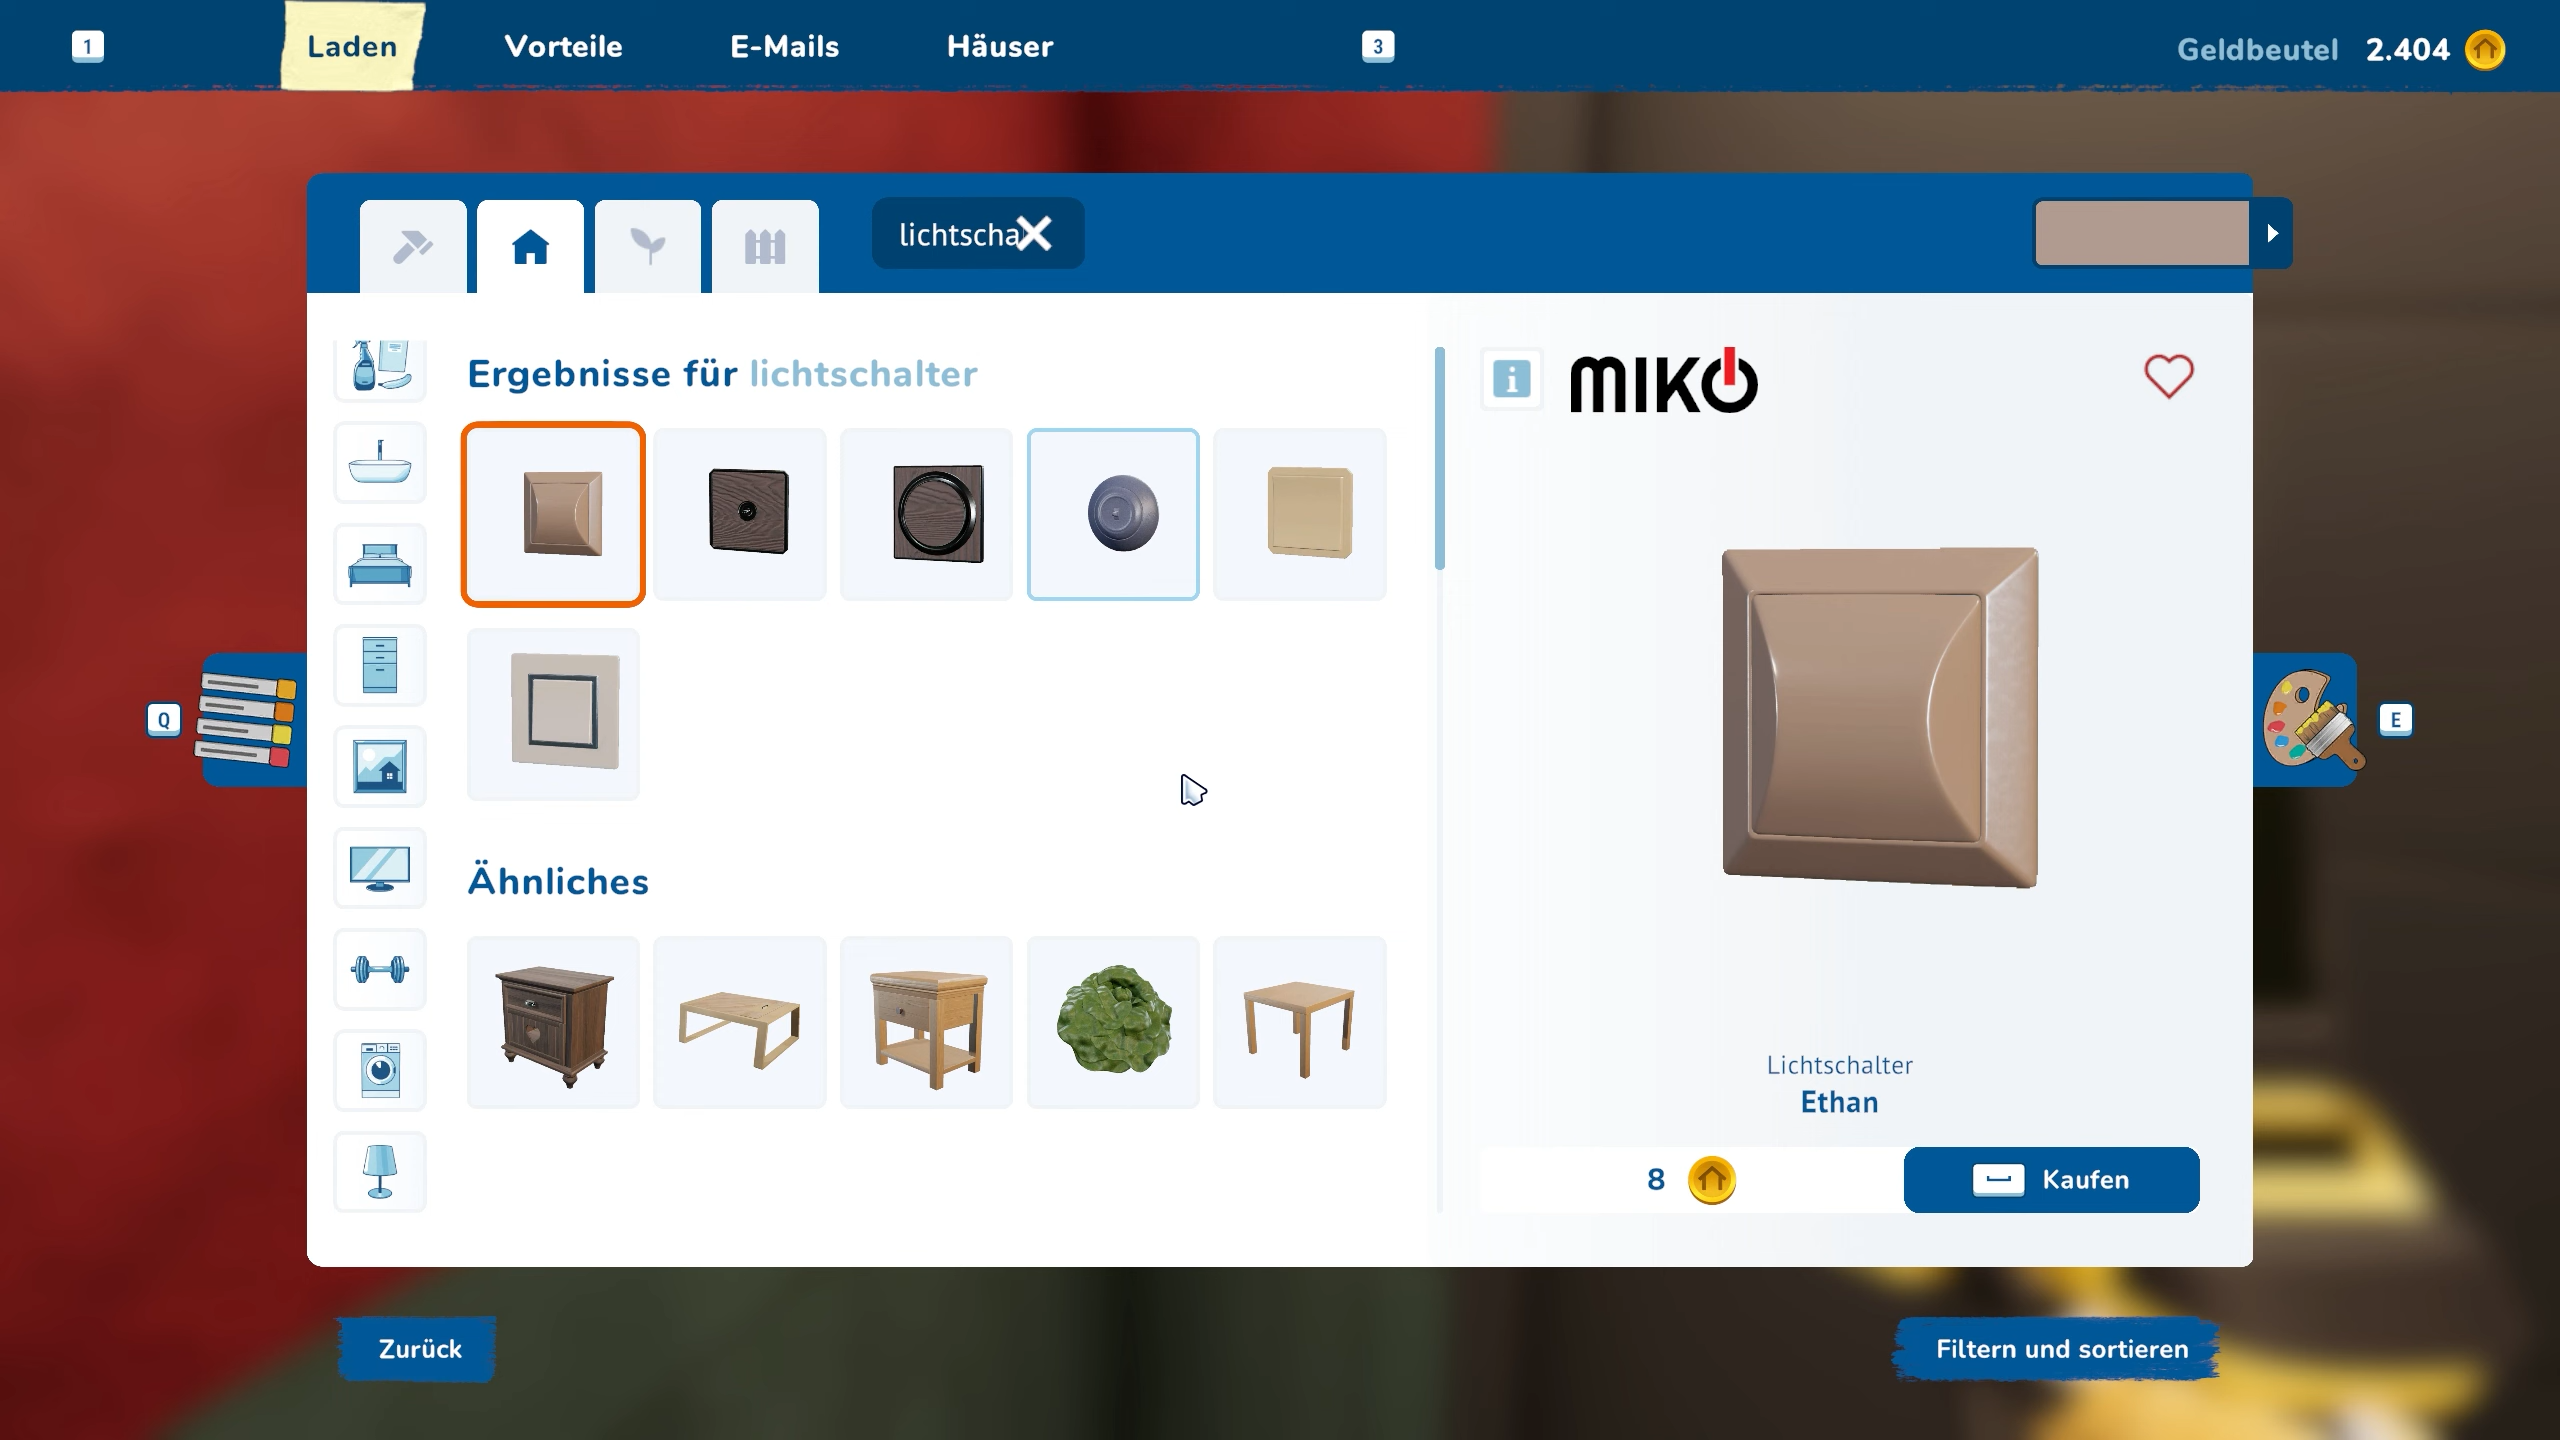 1
Laden
Vorteile
E-Mails
Häuser
3
Geldbeutel 2.404
lichtscha
Ergebnisse für lichtschalter
MIKO
Q
E
Ähnliches
Lichtschalter
Ethan
8
Kaufen
Zurück
Filtern und sortieren